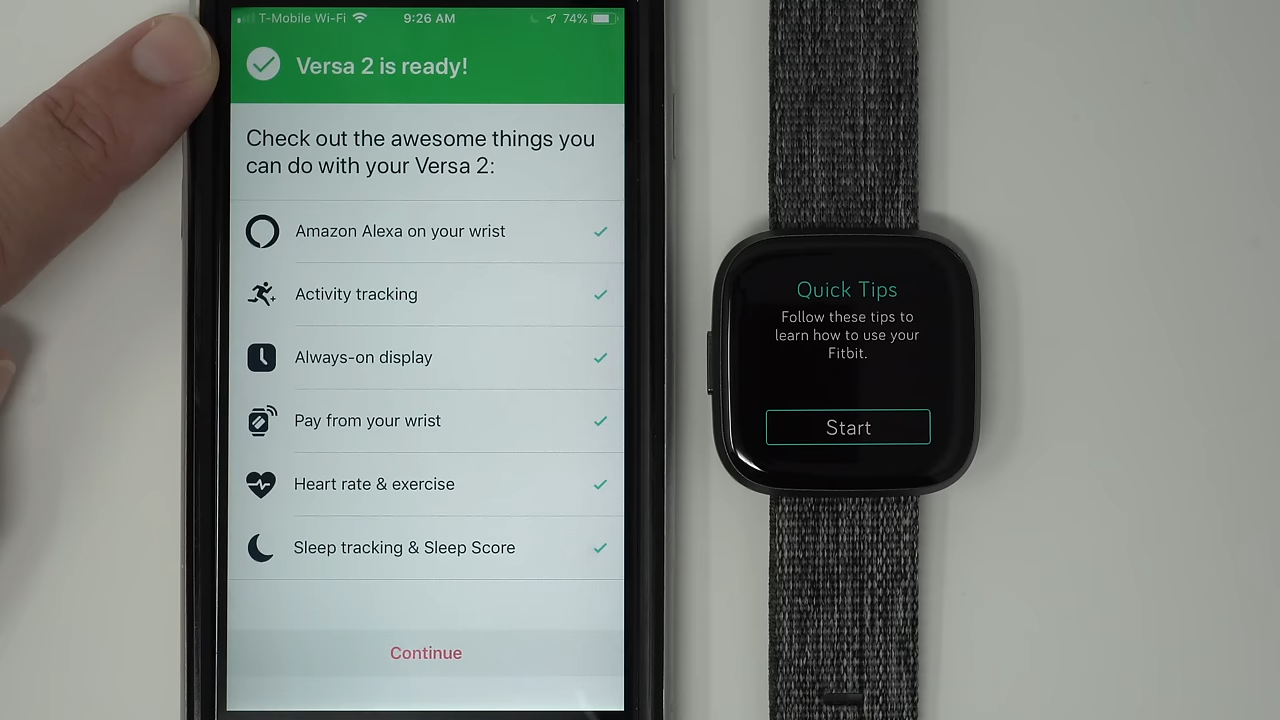 T-Mobile Wi-Fi 9:26 AM 74%
Versa 2 is ready!
Check out the awesome things you
can do with your Versa 2:
Amazon Alexa on your wrist
Activity tracking
Always-on display
Pay from your wrist
Heart rate & exercise
Sleep tracking & Sleep Score
Continue
Quick Tips
Follow these tips to
learn how to use your
Fitbit.
Start